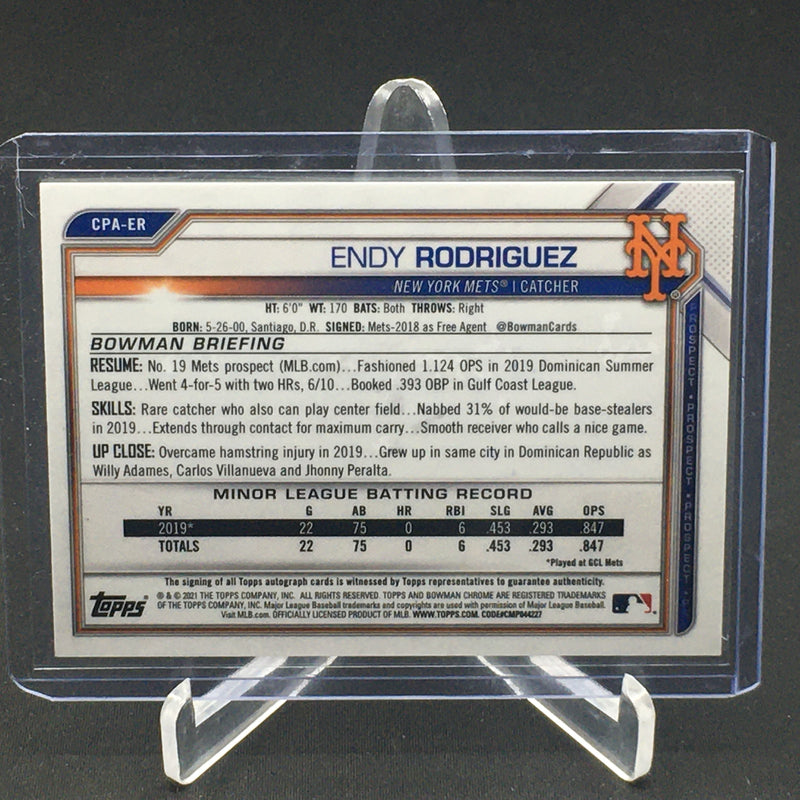 CPA-ER
NY
ENDY RODRIGUEZ
NEW YORK METS® | CATCHER
HT: 6'0" WT: 170 BATS: Both THROWS: Right
BORN: 5-26-00, Santiago, D.R. SIGNED: Mets-2018 as Free Agent @BowmanCards
BOWMAN BRIEFING
RESUME: No. 19 Mets prospect (MLB.com)...Fashioned 1.124 OPS in 2019 Dominican Summer
League...Went 4-for-5 with two HRs, 6/10...Booked .393 OBP in Gulf Coast League.
SKILLS: Rare catcher who also can play center field...Nabbed 31% of would-be base-stealers
in 2019...Extends through contact for maximum carry...Smooth receiver who calls a nice game.
UP CLOSE: Overcame hamstring injury in 2019...Grew up in same city in Dominican Republic as
Willy Adames, Carlos Villanueva and Jhonny Peralta.
MINOR LEAGUE BATTING RECORD
YR G AB HR RBI SLG AVG OPS
2019* 22 75 0 6 .453 .293 .847
TOTALS 22 75 0 6 .453 .293 .847
*Played at GCL Mets
The signing of all Topps autograph cards is witnessed by Topps representatives to guarantee authenticity.
TOPPS
® & © 2021 THE TOPPS COMPANY, INC. ALL RIGHTS RESERVED. TOPPS AND BOWMAN CHROME ARE REGISTERED TRADEMARKS
OF THE TOPPS COMPANY, INC. Major League Baseball trademarks and copyrights are used with permission of Major League Baseball.
Visit MLB.com. OFFICIALLY LICENSED PRODUCT OF MLB. WWW.TOPPS.COM. CODE#CMP044227
PROSPECT • PROSPECT • PROSPECT • PROSPECT •